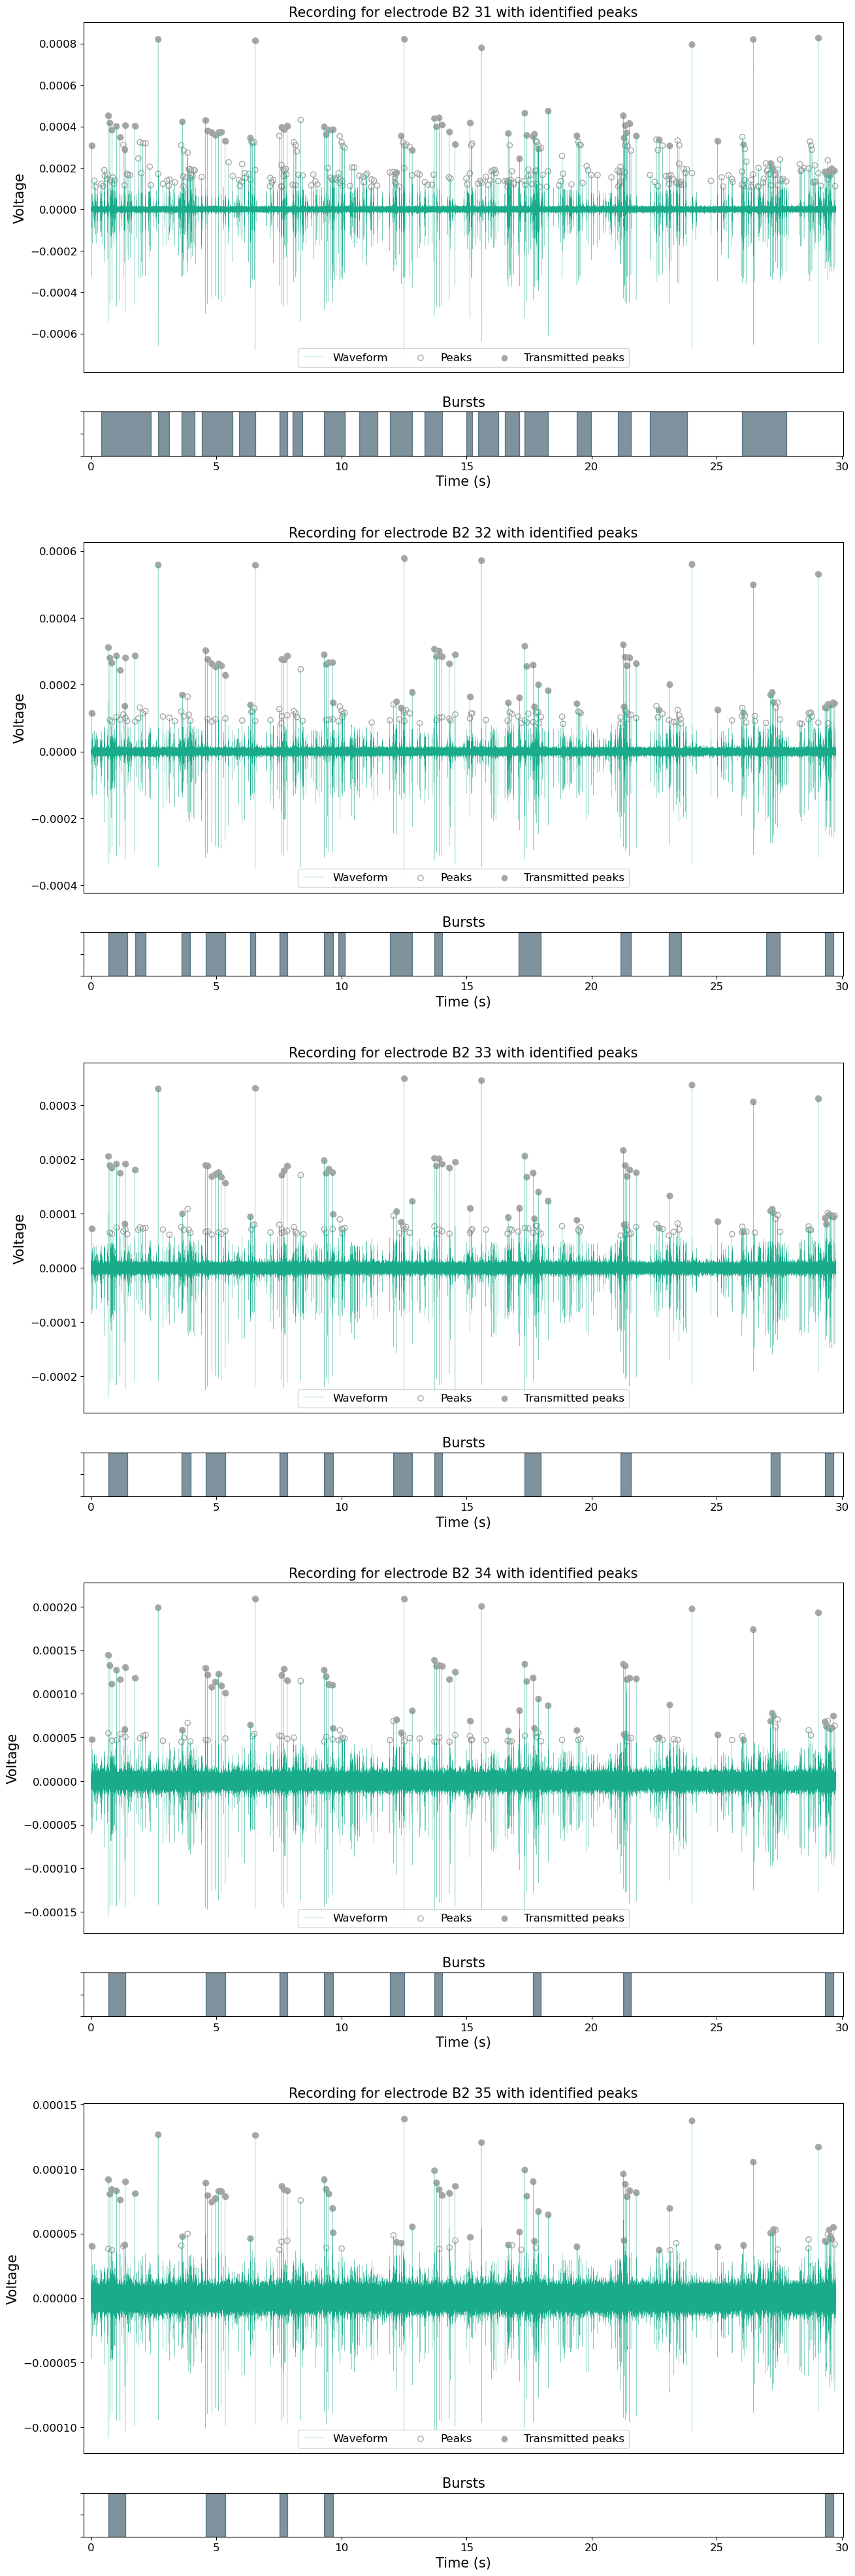 Recording for electrode B2 31 with identified peaks
0.0008
0.0006
0.0004
0.0002
0.0000
−0.0002
−0.0004
−0.0006
Voltage
Waveform Peaks Transmitted peaks
Bursts
0 5 10 15 20 25 30
Time (s)
Recording for electrode B2 32 with identified peaks
0.0006
0.0004
0.0002
0.0000
−0.0002
−0.0004
Voltage
Waveform Peaks Transmitted peaks
Bursts
0 5 10 15 20 25 30
Time (s)
Recording for electrode B2 33 with identified peaks
0.0003
0.0002
0.0001
0.0000
−0.0001
−0.0002
Voltage
Waveform Peaks Transmitted peaks
Bursts
0 5 10 15 20 25 30
Time (s)
Recording for electrode B2 34 with identified peaks
0.00020
0.00015
0.00010
0.00005
0.00000
−0.00005
−0.00010
−0.00015
Voltage
Waveform Peaks Transmitted peaks
Bursts
0 5 10 15 20 25 30
Time (s)
Recording for electrode B2 35 with identified peaks
0.00015
0.00010
0.00005
0.00000
−0.00005
−0.00010
Voltage
Waveform Peaks Transmitted peaks
Bursts
0 5 10 15 20 25 30
Time (s)